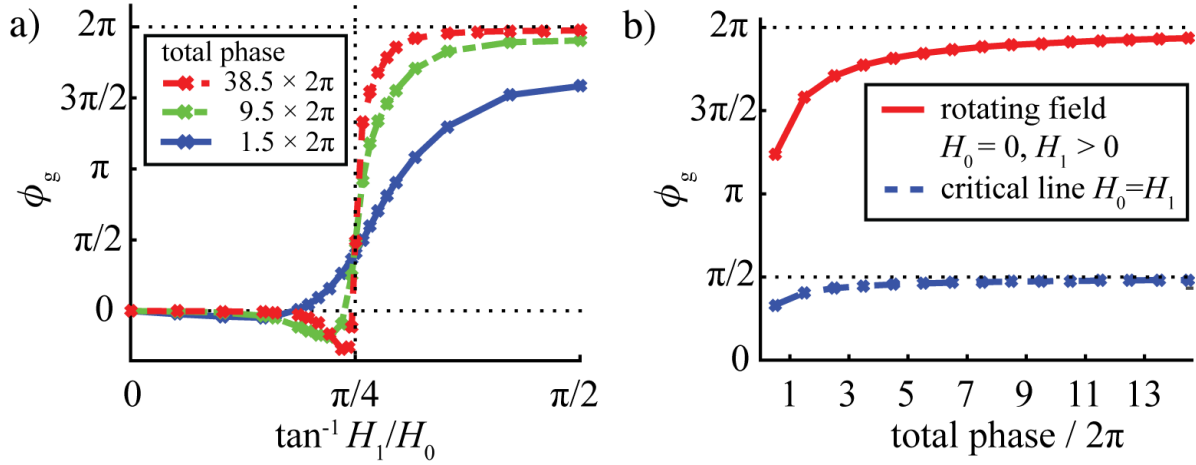 a)
2π
3π/2
π
π/2
0
ϕg
total phase
38.5 × 2π
9.5 × 2π
1.5 × 2π
0
π/4
π/2
tan⁻¹ H₁/H₀
b)
2π
3π/2
π
π/2
0
ϕg
rotating field
H₀ = 0, H₁ > 0
critical line H₀=H₁
1
3
5
7
9
11
13
total phase / 2π